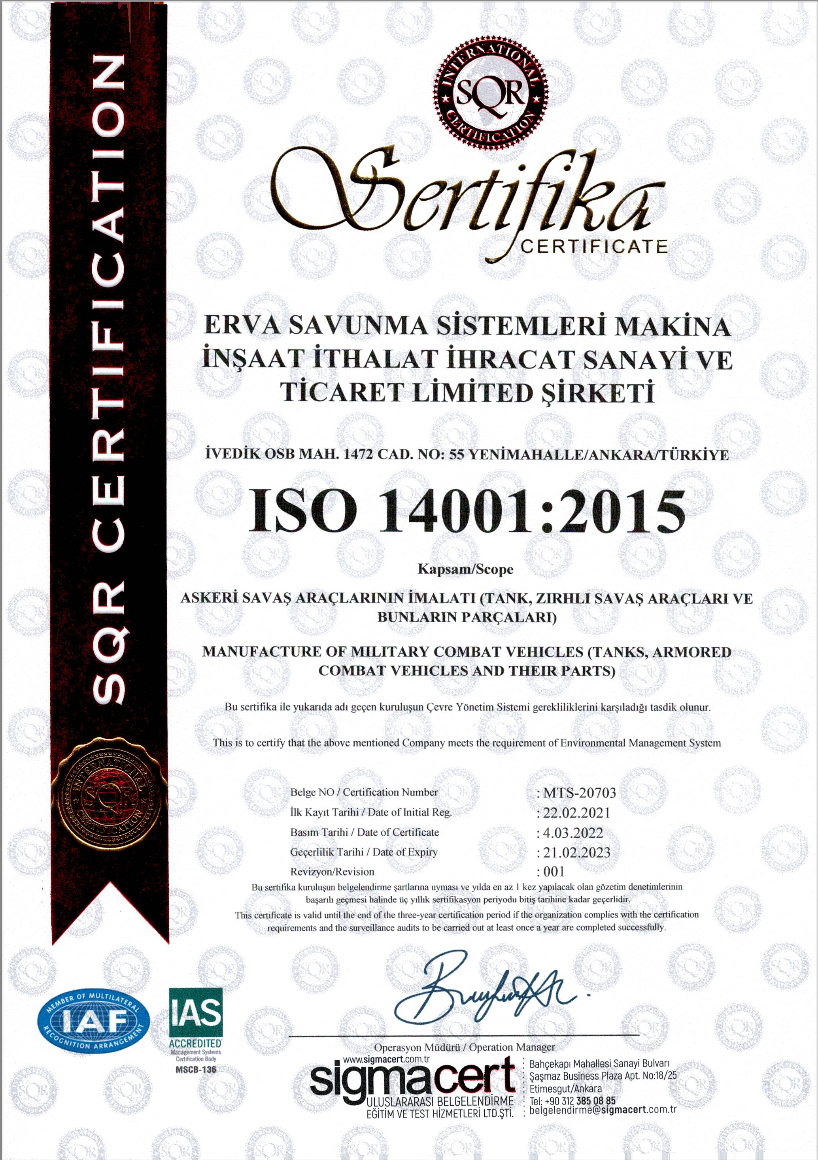 SQR CERTIFICATION
INTERNATIONAL
SQR
CERTIFICATION
Sertifika
CERTIFICATE
ERVA SAVUNMA SİSTEMLERİ MAKİNA
İNŞAAT İTHALAT İHRACAT SANAYİ VE
TİCARET LİMİTED ŞİRKETİ
İVEDİK OSB MAH. 1472 CAD. NO: 55 YENİMAHALLE/ANKARA/TÜRKİYE
ISO 14001:2015
Kapsam/Scope
ASKERİ SAVAŞ ARAÇLARININ İMALATI (TANK, ZIRHLI SAVAŞ ARAÇLARI VE
BUNLARIN PARÇALARI)
MANUFACTURE OF MILITARY COMBAT VEHICLES (TANKS, ARMORED
COMBAT VEHICLES AND THEIR PARTS)
Bu sertifika ile yukarıda adı geçen kuruluşun Çevre Yönetim Sistemi gerekliliklerini karşıladığı tasdik olunur.
This is to certify that the above mentioned Company meets the requirement of Environmental Management System
Belge NO / Certification Number : MTS-20703
İlk Kayıt Tarihi / Date of Initial Reg. : 22.02.2021
Basım Tarihi / Date of Certificate : 4.03.2022
Geçerlilik Tarihi / Date of Expiry : 21.02.2023
Revizyon/Revision : 001
Bu sertifika kuruluşun belgelendirme şartlarına uyması ve yılda en az 1 kez yapılacak olan gözetim denetimlerinin
başarılı geçmesi halinde üç yıllık sertifikasyon periyodu bitiş tarihine kadar geçerlidir.
This certificate is valid until the end of the three-year certification period if the organization complies with the certification
requirements and the surveillance audits to be carried out at least once a year are completed successfully.
MEMBER OF MULTILATERAL
IAF
RECOGNITION ARRANGEMENT
IAS
ACCREDITED
Management Systems
Certification Body
MSCB-136
Operasyon Müdürü / Operation Manager
www.sigmacert.com.tr
sigmacert
ULUSLARARASI BELGELENDİRME
EĞİTİM VE TEST HİZMETLERİ LTD.ŞTİ.
Bahçekapı Mahallesi Sanayi Bulvarı
Şaşmaz Business Plaza Apt. No:18/25
Etimesgut/Ankara
Tel: +90 312 385 08 85
belgelendirme@sigmacert.com.tr